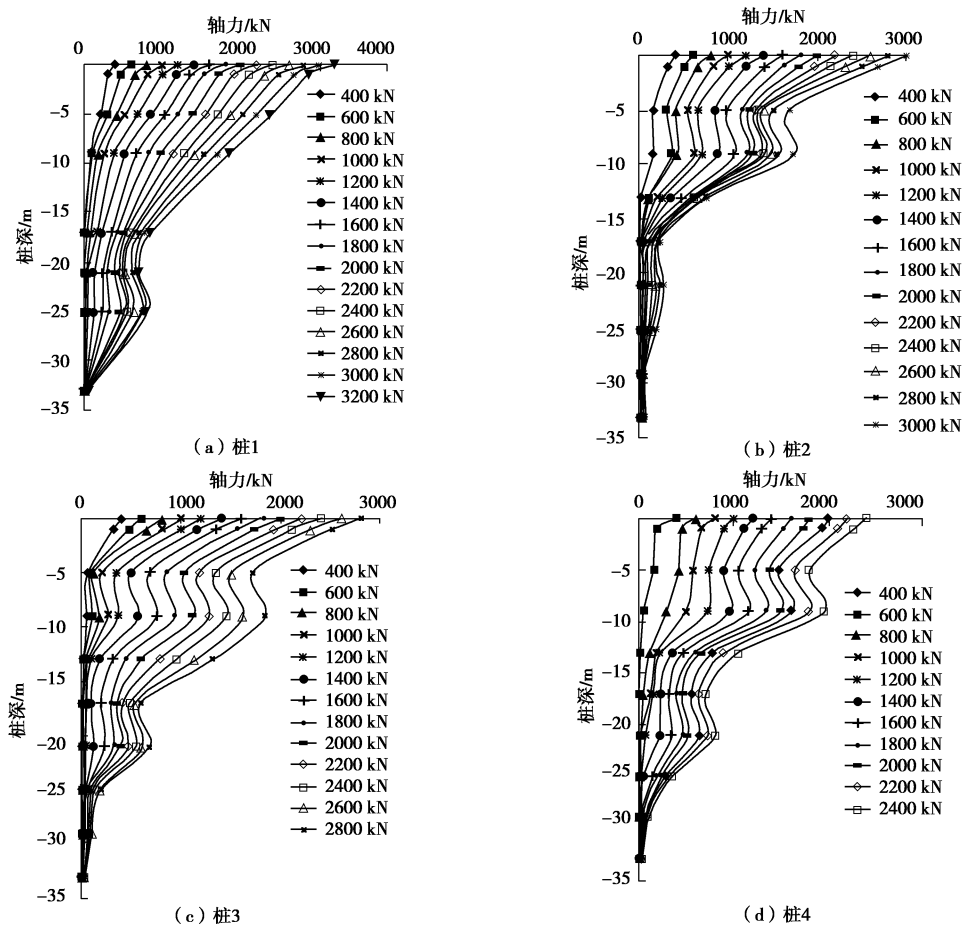 轴力/kN
0 1000 2000 3000 4000
-5
-10
-15
-20
-25
-30
-35
桩深/m
400 kN
600 kN
800 kN
1000 kN
1200 kN
1400 kN
1600 kN
1800 kN
2000 kN
2200 kN
2400 kN
2600 kN
2800 kN
3000 kN
3200 kN
（a）桩1
轴力/kN
0 1000 2000 3000
-5
-10
-15
-20
-25
-30
-35
桩深/m
400 kN
600 kN
800 kN
1000 kN
1200 kN
1400 kN
1600 kN
1800 kN
2000 kN
2200 kN
2400 kN
2600 kN
2800 kN
3000 kN
（b）桩2
轴力/kN
0 1000 2000 3000
-5
-10
-15
-20
-25
-30
-35
桩深/m
400 kN
600 kN
800 kN
1000 kN
1200 kN
1400 kN
1600 kN
1800 kN
2000 kN
2200 kN
2400 kN
2600 kN
2800 kN
（c）桩3
轴力/kN
0 1000 2000 3000
-5
-10
-15
-20
-25
-30
-35
桩深/m
400 kN
600 kN
800 kN
1000 kN
1200 kN
1400 kN
1600 kN
1800 kN
2000 kN
2200 kN
2400 kN
（d）桩4